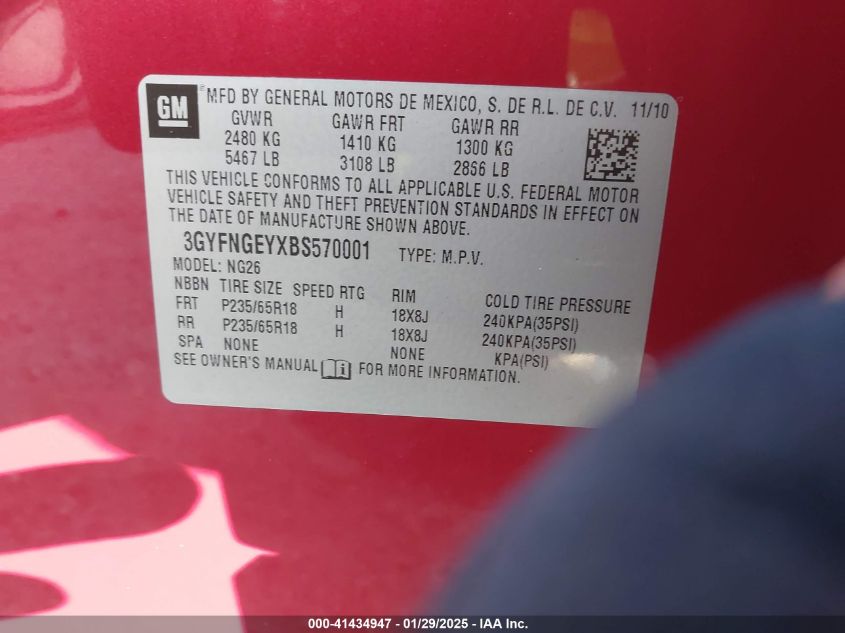 GM
® MFD BY GENERAL MOTORS DE MEXICO, S. DE R.L. DE C.V. 11/10
GVWR GAWR FRT GAWR RR
2480 KG 1410 KG 1300 KG
5467 LB 3108 LB 2856 LB
THIS VEHICLE CONFORMS TO ALL APPLICABLE U.S. FEDERAL MOTOR
VEHICLE SAFETY AND THEFT PREVENTION STANDARDS IN EFFECT ON
THE DATE OF MANUFACTURE SHOWN ABOVE.
3GYFNGEYXBS570001 TYPE: M.P.V.
MODEL: NG26
NBBN TIRE SIZE SPEED RTG RIM COLD TIRE PRESSURE
FRT P235/65R18 H 18X8J 240KPA(35PSI)
RR P235/65R18 H 18X8J 240KPA(35PSI)
SPA NONE NONE KPA(PSI)
SEE OWNER'S MANUAL i FOR MORE INFORMATION.
000-41434947 - 01/29/2025 - IAA Inc.